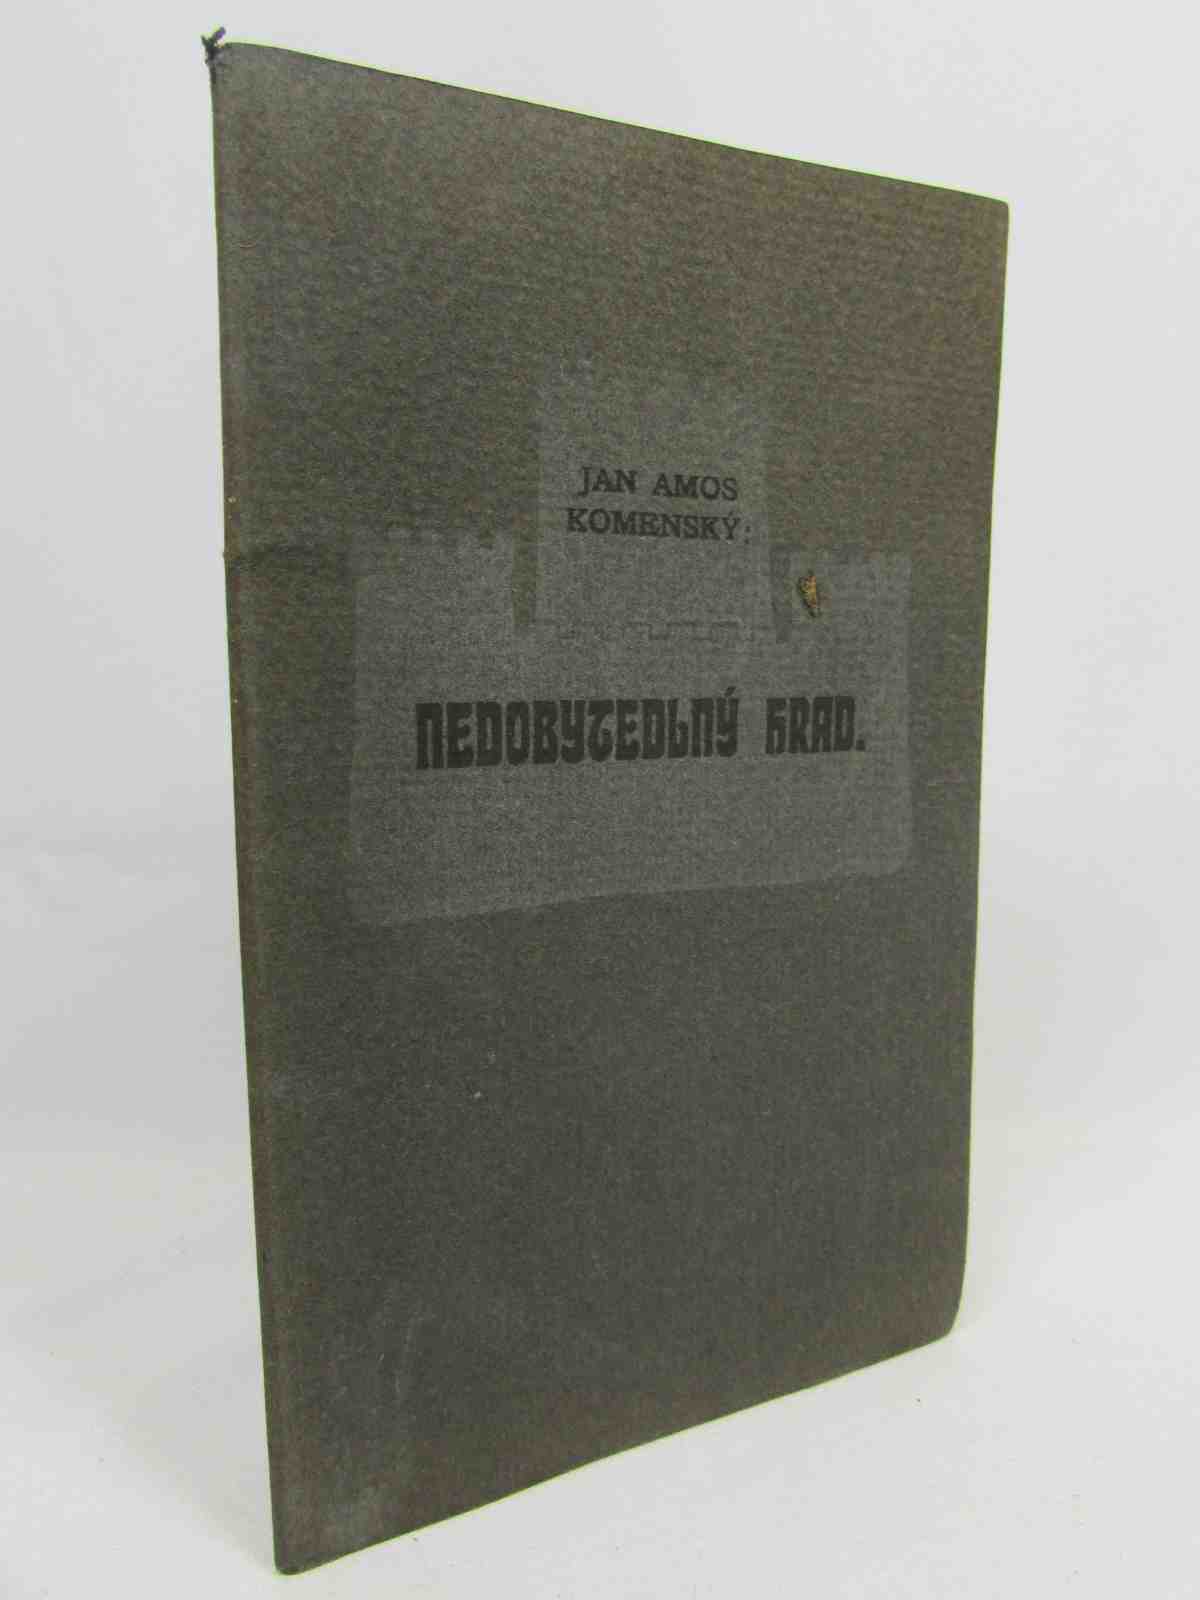 JAN AMOS
KOMENSKÝ:
NEDOBYTEDLNÝ HRAD.